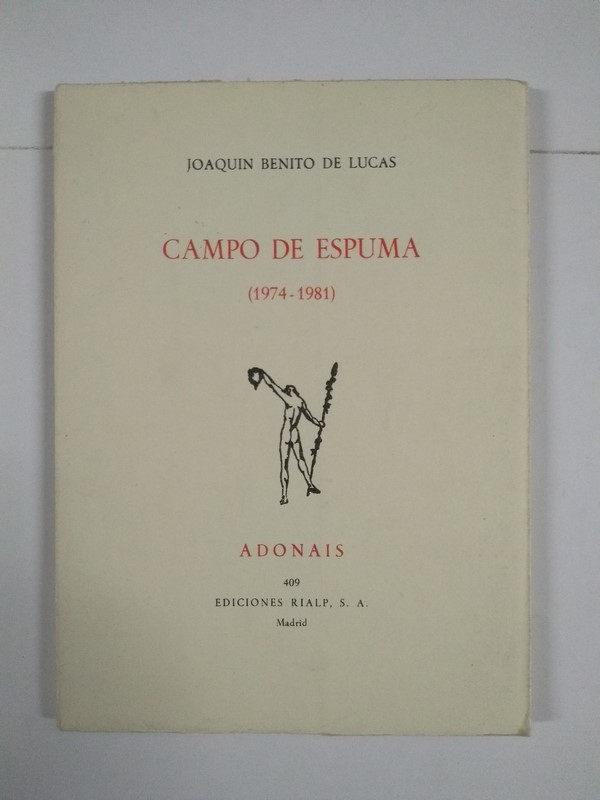 JOAQUIN BENITO DE LUCAS
CAMPO DE ESPUMA
(1974-1981)
ADONAIS
409
EDICIONES RIALP, S. A.
Madrid